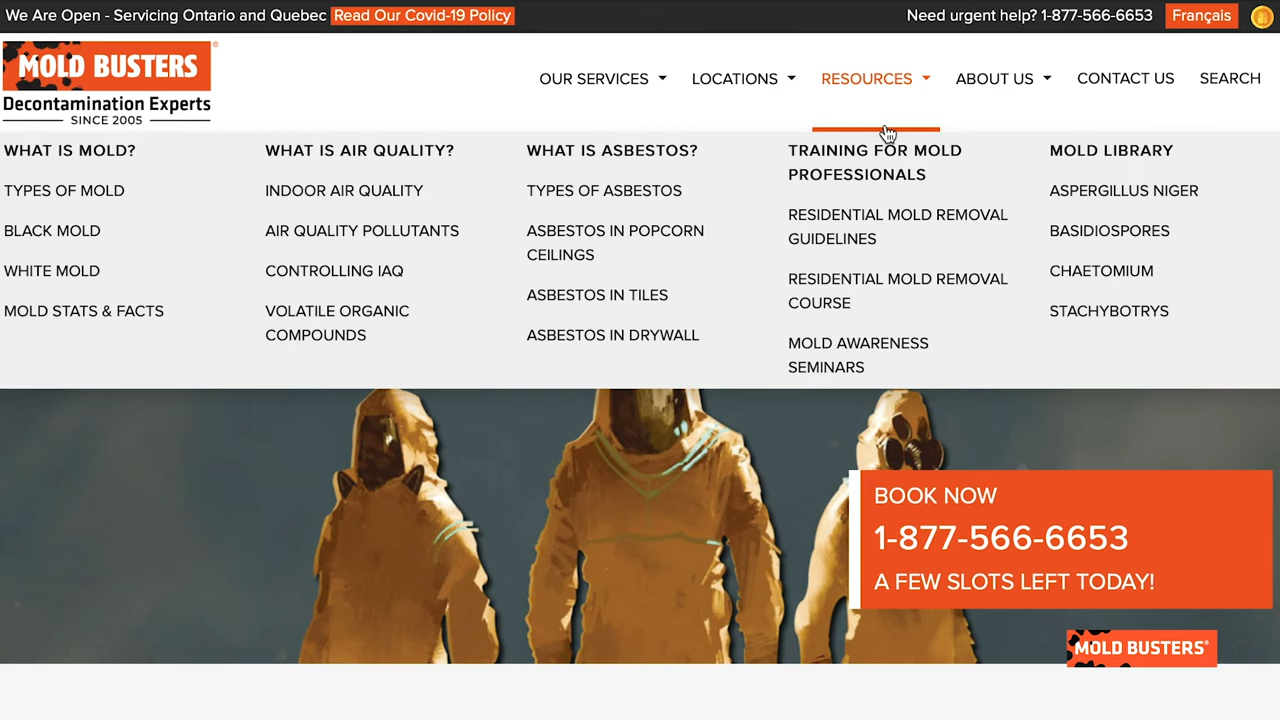 We Are Open - Servicing Ontario and Quebec Read Our Covid-19 Policy
Need urgent help? 1-877-566-6653 Français
MOLD BUSTERS®
Decontamination Experts
SINCE 2005
OUR SERVICES LOCATIONS RESOURCES ABOUT US CONTACT US SEARCH
WHAT IS MOLD?
TYPES OF MOLD
BLACK MOLD
WHITE MOLD
MOLD STATS & FACTS
WHAT IS AIR QUALITY?
INDOOR AIR QUALITY
AIR QUALITY POLLUTANTS
CONTROLLING IAQ
VOLATILE ORGANIC
COMPOUNDS
WHAT IS ASBESTOS?
TYPES OF ASBESTOS
ASBESTOS IN POPCORN
CEILINGS
ASBESTOS IN TILES
ASBESTOS IN DRYWALL
TRAINING FOR MOLD
PROFESSIONALS
RESIDENTIAL MOLD REMOVAL
GUIDELINES
RESIDENTIAL MOLD REMOVAL
COURSE
MOLD AWARENESS
SEMINARS
MOLD LIBRARY
ASPERGILLUS NIGER
BASIDIOSPORES
CHAETOMIUM
STACHYBOTRYS
BOOK NOW
1-877-566-6653
A FEW SLOTS LEFT TODAY!
MOLD BUSTERS®